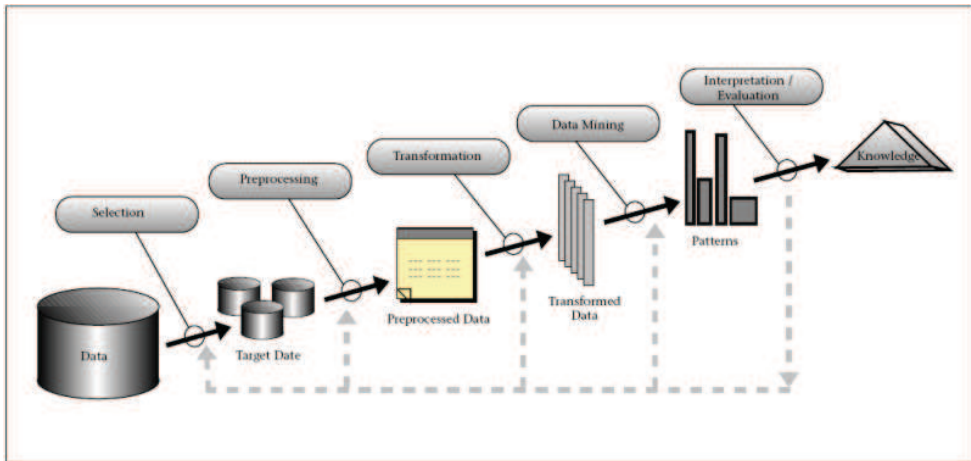 Interpretation /
Evaluation
Data Mining
Transformation
Preprocessing
Selection
Knowledge
Patterns
Transformed
Data
Preprocessed Data
Target Date
Data